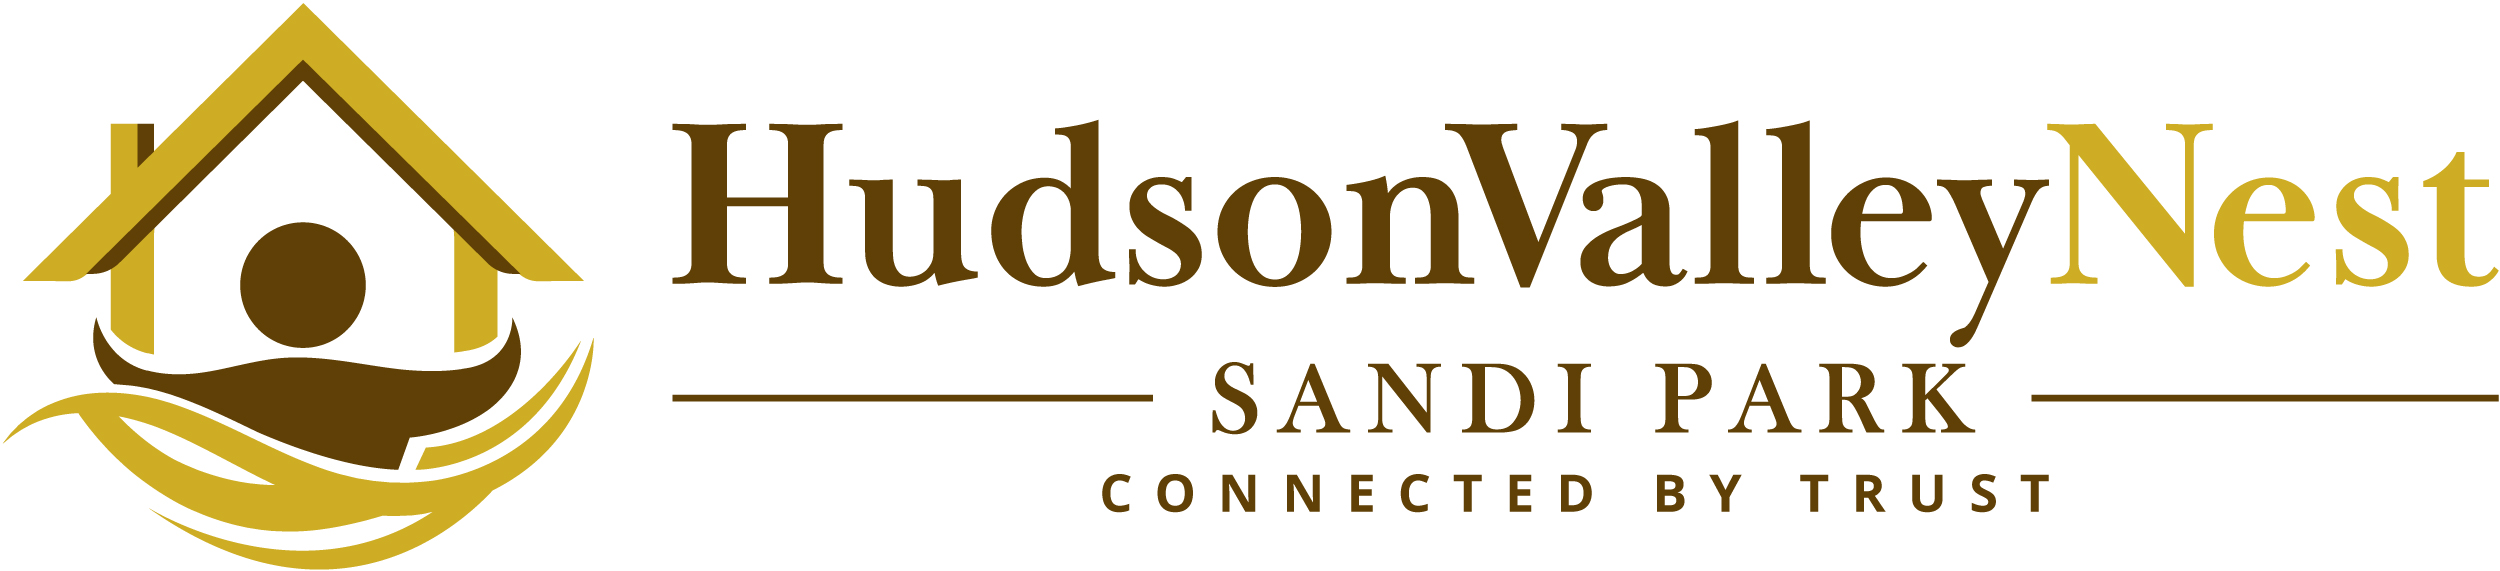 HudsonValleyNest
SANDI PARK
CONNECTED BY TRUST